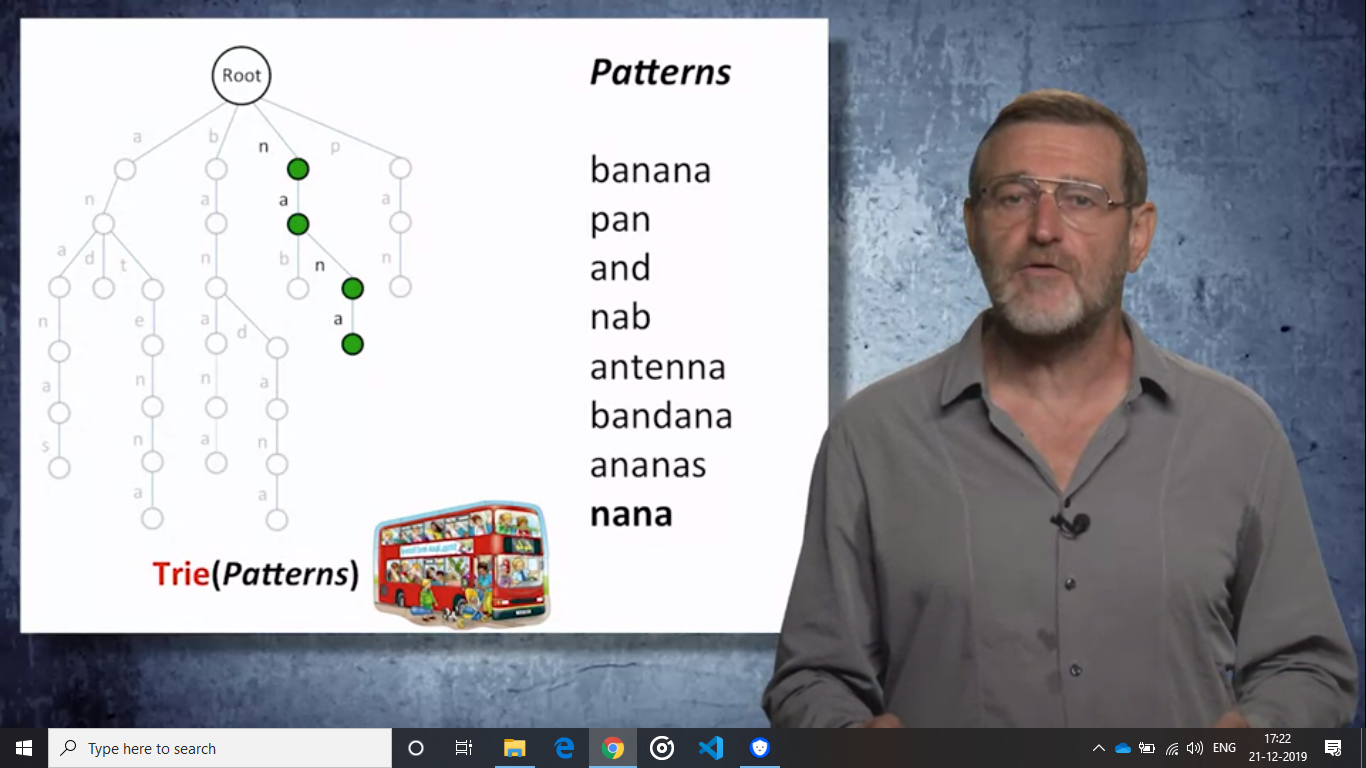 Root
a b n p
n a a a
a d t n b n n
n e a d a
a n n a
s n a n
a a
Trie(Patterns)
Patterns
banana
pan
and
nab
antenna
bandana
ananas
nana
Type here to search
ENG
17:22
21-12-2019